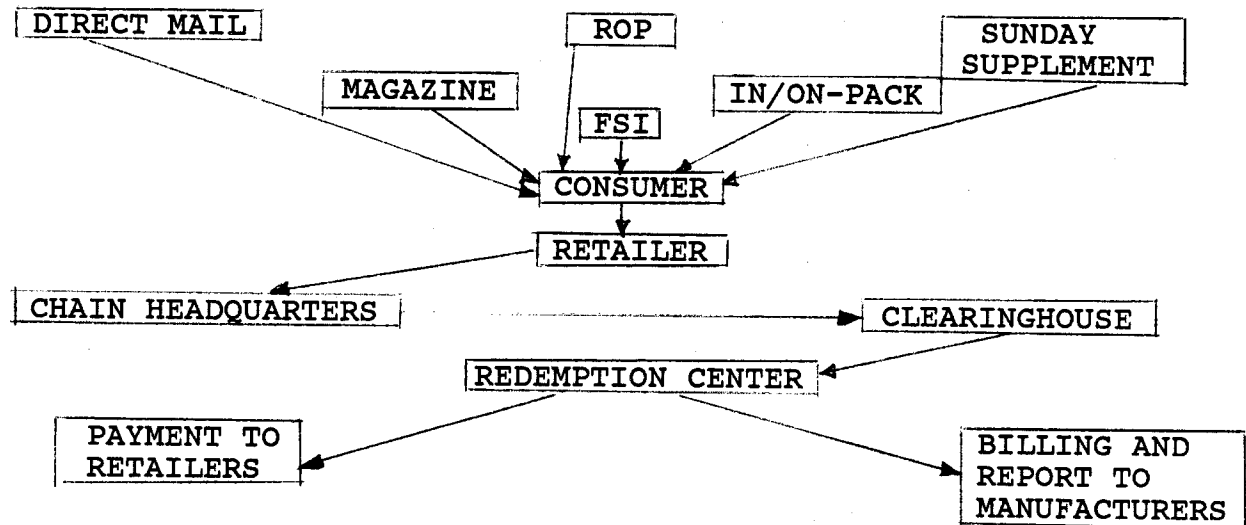 DIRECT MAIL
ROP
SUNDAY
SUPPLEMENT
MAGAZINE
IN/ON-PACK
FSI
CONSUMER
RETAILER
CHAIN HEADQUARTERS
CLEARINGHOUSE
REDEMPTION CENTER
PAYMENT TO
RETAILERS
BILLING AND
REPORT TO
MANUFACTURERS